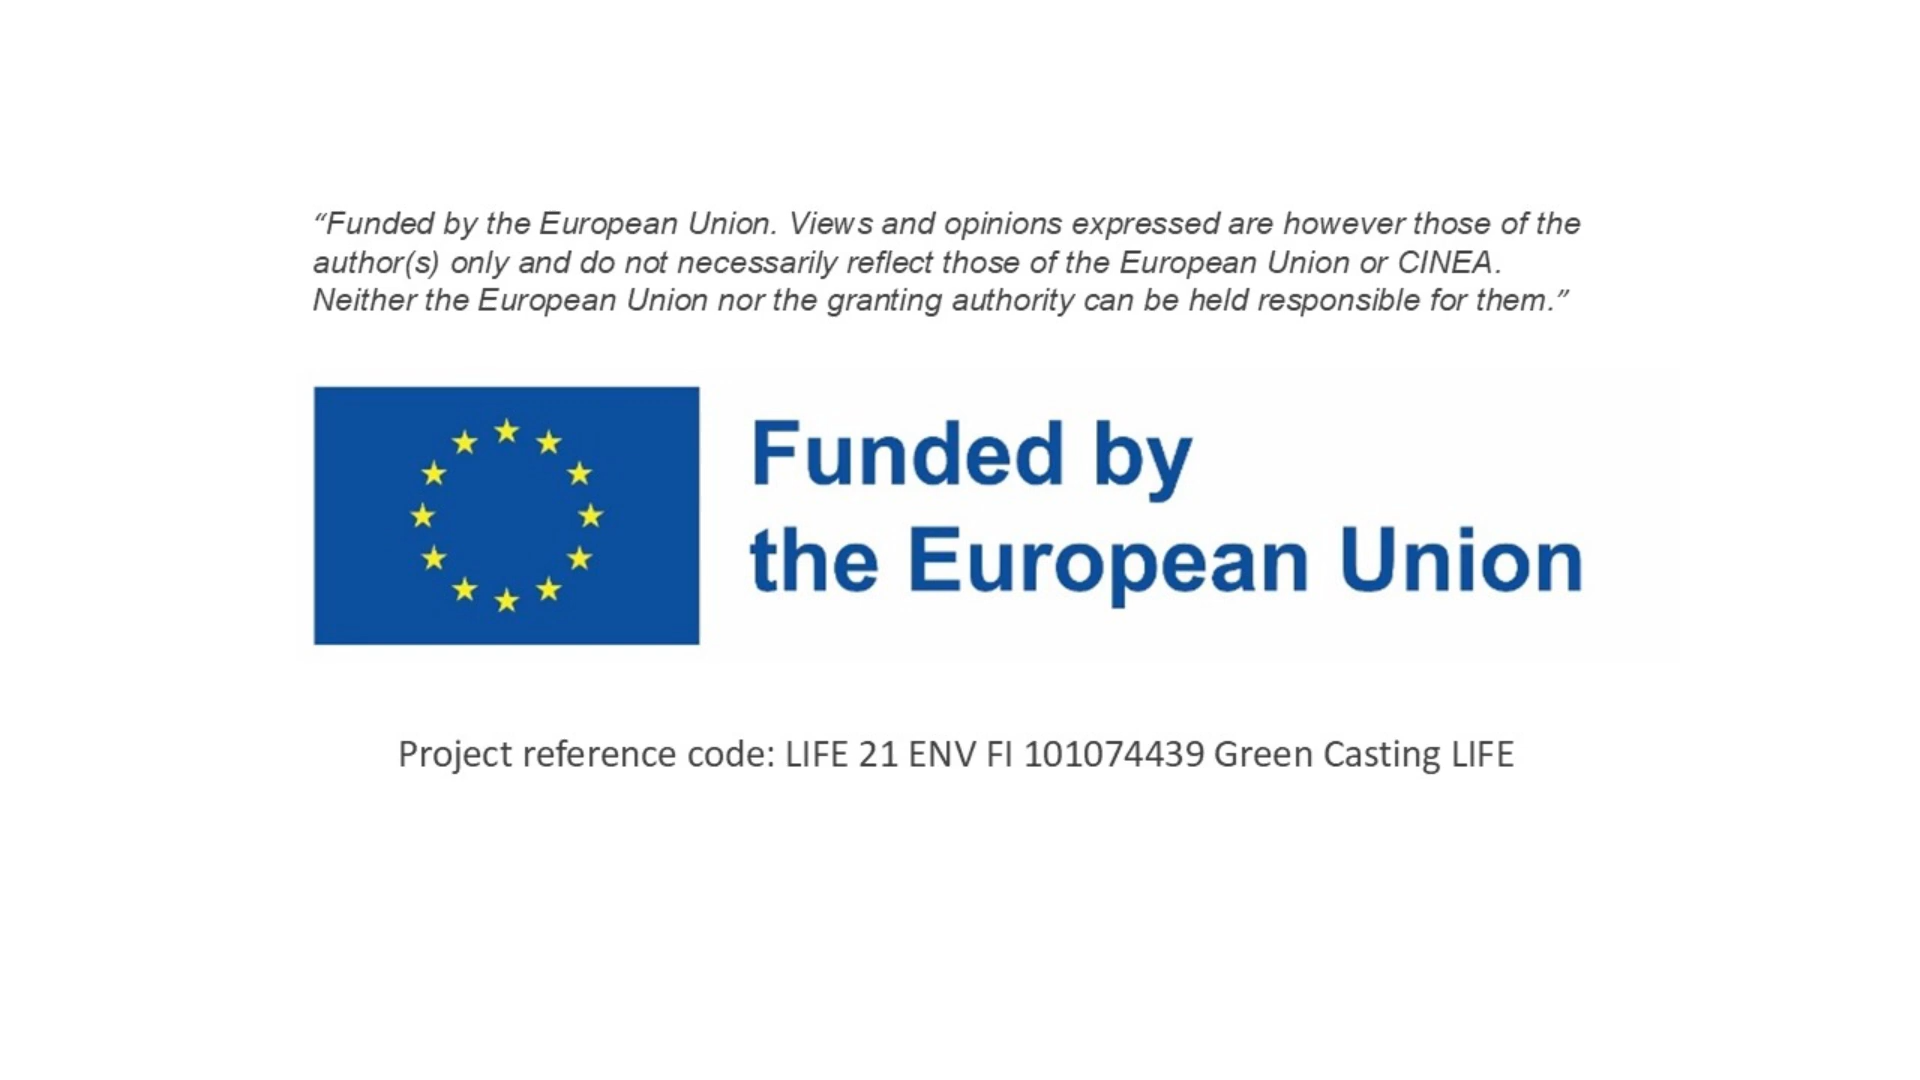 “Funded by the European Union. Views and opinions expressed are however those of the
author(s) only and do not necessarily reflect those of the European Union or CINEA.
Neither the European Union nor the granting authority can be held responsible for them.”
Funded by
the European Union
Project reference code: LIFE 21 ENV FI 101074439 Green Casting LIFE